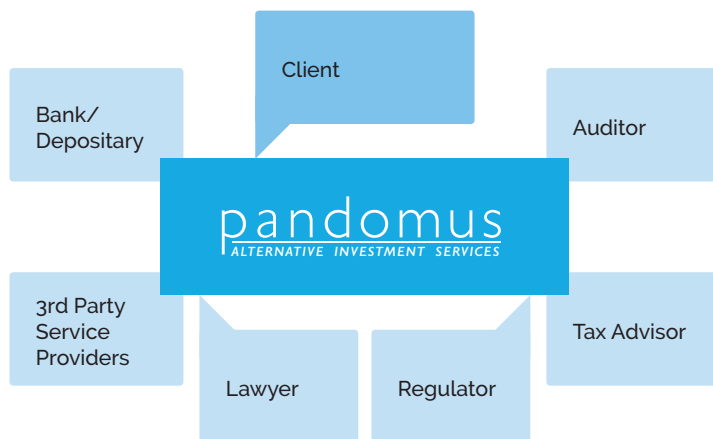 Client
Bank/
Depositary
Auditor
pandomus
ALTERNATIVE INVESTMENT SERVICES
3rd Party
Service
Providers
Tax Advisor
Lawyer
Regulator